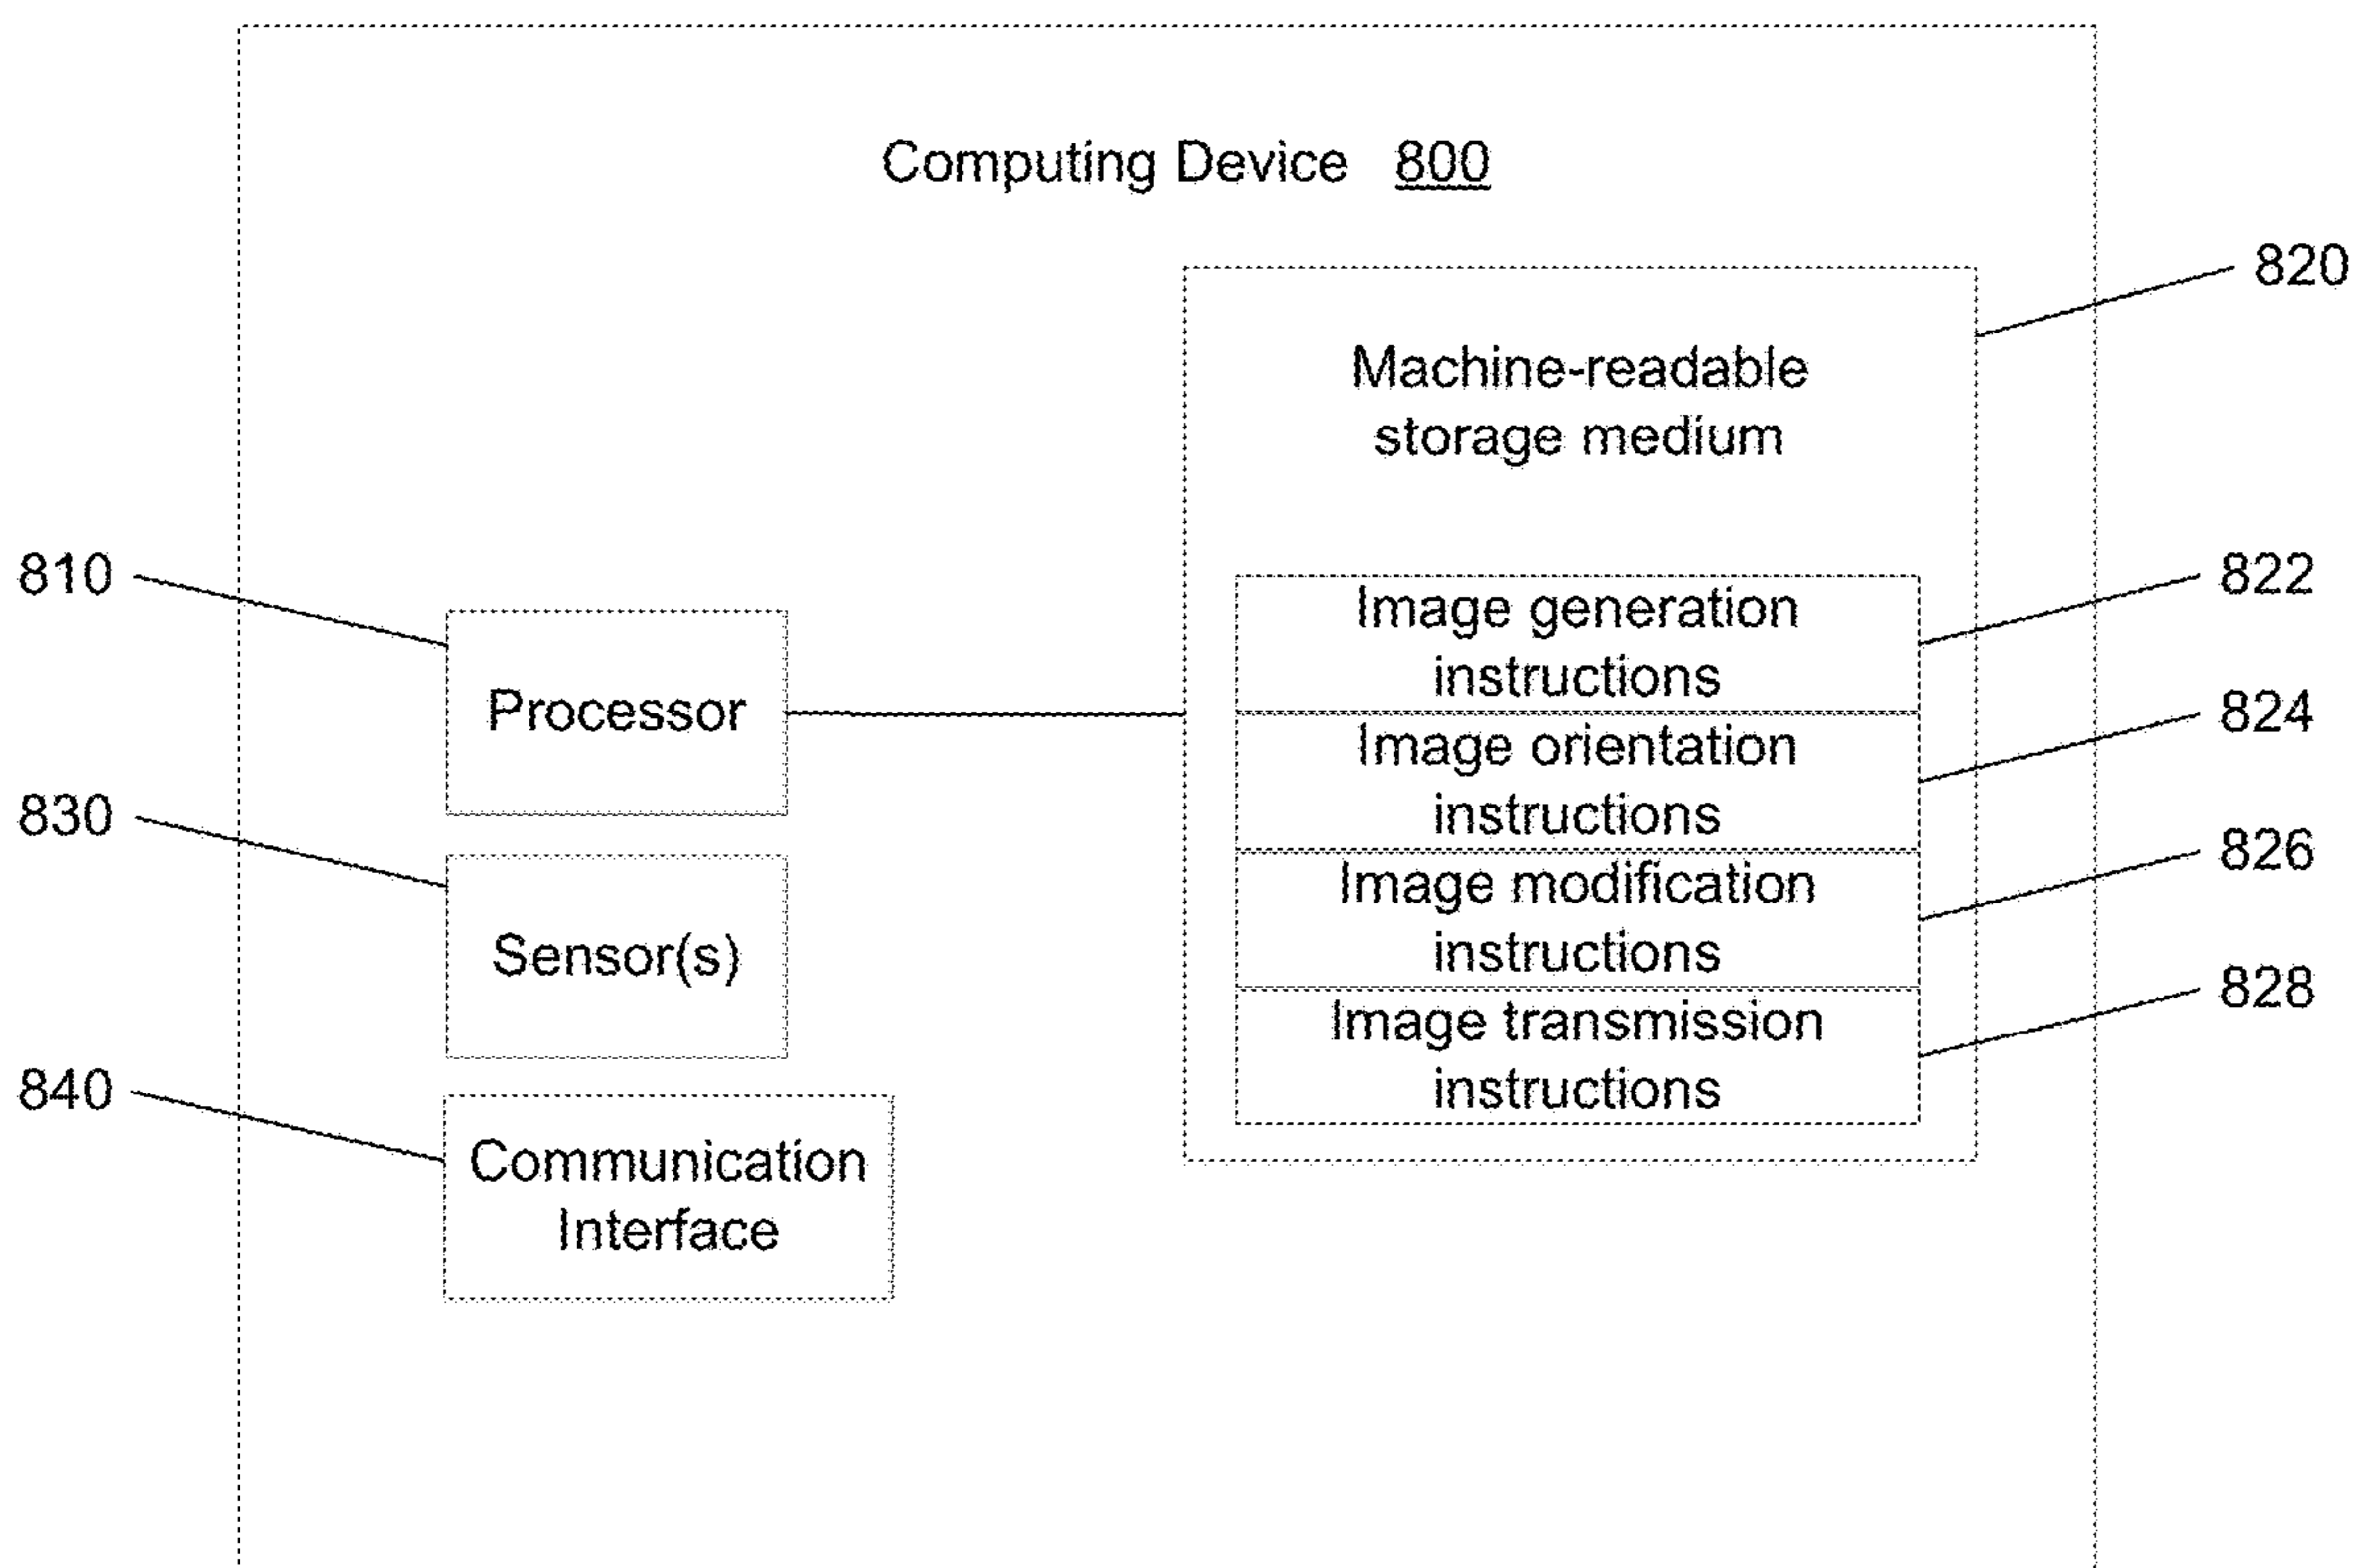 Computing Device 800
820
Machine-readable
storage medium
810
Processor
822
Image generation
instructions
824
Image orientation
instructions
830
Sensor(s)
826
Image modification
instructions
828
Image transmission
instructions
840
Communication
Interface